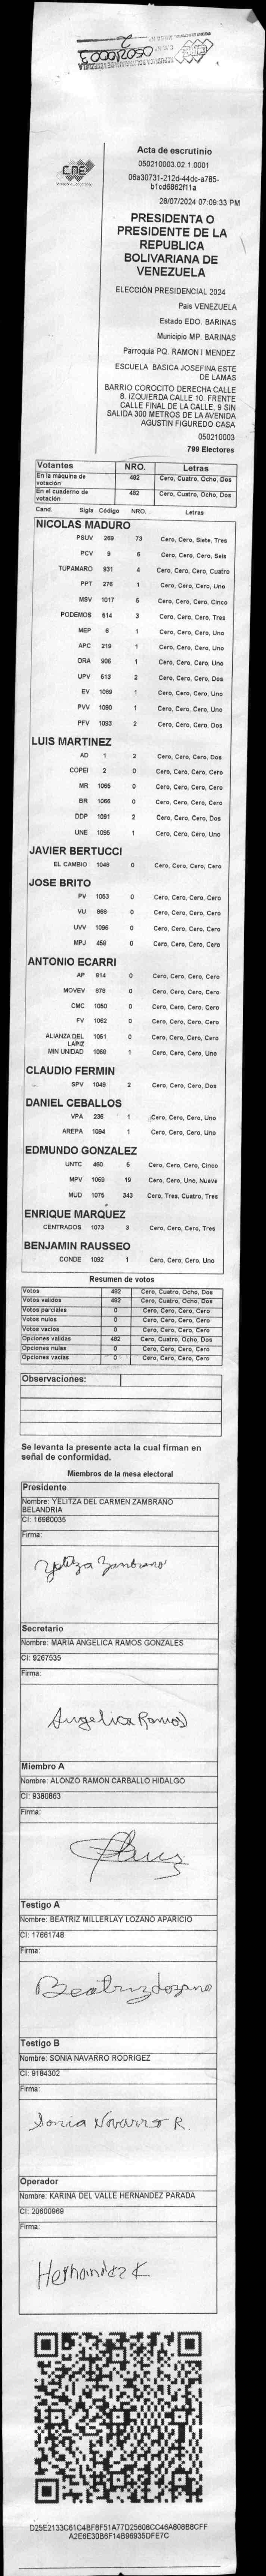 050210003
2
CNE
Acta de escrutinio
050210003.02.1.0001
06a30731-212d-44dc-a785-
b1cd6862f11a
28/07/2024 07:09:33 PM
PRESIDENTA O
PRESIDENTE DE LA
REPUBLICA
BOLIVARIANA DE
VENEZUELA
ELECCIÓN PRESIDENCIAL 2024
Pais VENEZUELA
Estado EDO. BARINAS
Municipio MP. BARINAS
Parroquia PQ. RAMON I MENDEZ
ESCUELA BASICA JOSEFINA ESTE
DE LAMAS
BARRIO COROCITO DERECHA CALLE
8. IZQUIERDA CALLE 10. FRENTE
CALLE FINAL DE LA CALLE, 9 SIN
SALIDA 300 METROS DE LA AVENIDA
AGUSTIN FIGUREDO CASA
050210003
799 Electores
Votantes NRO. Letras
En la máquina de votación 482 Cero, Cuatro, Ocho, Dos
En el cuaderno de votación 482 Cero, Cuatro, Ocho, Dos
Cand. Sigla Código NRO. Letras
NICOLAS MADURO
PSUV 269 73 Cero, Cero, Siete, Tres
PCV 9 6 Cero, Cero, Cero, Seis
TUPAMARO 931 4 Cero, Cero, Cero, Cuatro
PPT 276 1 Cero, Cero, Cero, Uno
MSV 1017 5 Cero, Cero, Cero, Cinco
PODEMOS 514 3 Cero, Cero, Cero, Tres
MEP 6 1 Cero, Cero, Cero, Uno
APC 219 1 Cero, Cero, Cero, Uno
ORA 906 1 Cero, Cero, Cero, Uno
UPV 513 2 Cero, Cero, Cero, Dos
EV 1089 1 Cero, Cero, Cero, Uno
PVV 1090 1 Cero, Cero, Cero, Uno
PFV 1093 2 Cero, Cero, Cero, Dos
LUIS MARTINEZ
AD 1 2 Cero, Cero, Cero, Dos
COPEI 2 0 Cero, Cero, Cero, Cero
MR 1065 0 Cero, Cero, Cero, Cero
BR 1066 0 Cero, Cero, Cero, Cero
DDP 1091 2 Cero, Cero, Cero, Dos
UNE 1095 1 Cero, Cero, Cero, Uno
JAVIER BERTUCCI
EL CAMBIO 1048 0 Cero, Cero, Cero, Cero
JOSE BRITO
PV 1053 0 Cero, Cero, Cero, Cero
VU 868 0 Cero, Cero, Cero, Cero
UVV 1096 0 Cero, Cero, Cero, Cero
MPJ 458 0 Cero, Cero, Cero, Cero
ANTONIO ECARRI
AP 814 0 Cero, Cero, Cero, Cero
MOVEV 678 0 Cero, Cero, Cero, Cero
CMC 1050 0 Cero, Cero, Cero, Cero
FV 1062 0 Cero, Cero, Cero, Cero
ALIANZA DEL LAPIZ 1051 0 Cero, Cero, Cero, Cero
MIN UNIDAD 1069 1 Cero, Cero, Cero, Uno
CLAUDIO FERMIN
SPV 1049 2 Cero, Cero, Cero, Dos
DANIEL CEBALLOS
VPA 236 1 Cero, Cero, Cero, Uno
AREPA 1094 1 Cero, Cero, Cero, Uno
EDMUNDO GONZALEZ
UNTC 460 5 Cero, Cero, Cero, Cinco
MPV 1069 19 Cero, Cero, Uno, Nueve
MUD 1075 343 Cero, Tres, Cuatro, Tres
ENRIQUE MARQUEZ
CENTRADOS 1073 3 Cero, Cero, Cero, Tres
BENJAMIN RAUSSEO
CONDE 1092 1 Cero, Cero, Cero, Uno
Resumen de votos
Votos 482 Cero, Cuatro, Ocho, Dos
Votos validos 482 Cero, Cuatro, Ocho, Dos
Votos parciales 0 Cero, Cero, Cero, Cero
Votos nulos 0 Cero, Cero, Cero, Cero
Votos vacios 0 Cero, Cero, Cero, Cero
Opciones validas 482 Cero, Cuatro, Ocho, Dos
Opciones nulas 0 Cero, Cero, Cero, Cero
Opciones vacias 0 Cero, Cero, Cero, Cero
Observaciones:
Se levanta la presente acta la cual firman en
señal de conformidad.
Miembros de la mesa electoral
Presidente
Nombre: YELITZA DEL CARMEN ZAMBRANO
BELANDRIA
CI: 16980035
Firma:
Yelitza Zambrano
Secretario
Nombre: MARIA ANGELICA RAMOS GONZALES
CI: 9267535
Firma:
Angelica Ramos
Miembro A
Nombre: ALONZO RAMON CARBALLO HIDALGO
CI: 9380863
Firma:
Testigo A
Nombre: BEATRIZ MILLERLAY LOZANO APARICIO
CI: 17661748
Firma:
Beatriz lozano
Testigo B
Nombre: SONIA NAVARRO RODRIGEZ
CI: 9184302
Firma:
Sonia Navarro R.
Operador
Nombre: KARINA DEL VALLE HERNANDEZ PARADA
CI: 20600969
Firma:
Hernandez K
D25E2133C61C4BF8F51A77D25608CC46A808B8CFF
A2E6E30B6F14B96935DFE7C